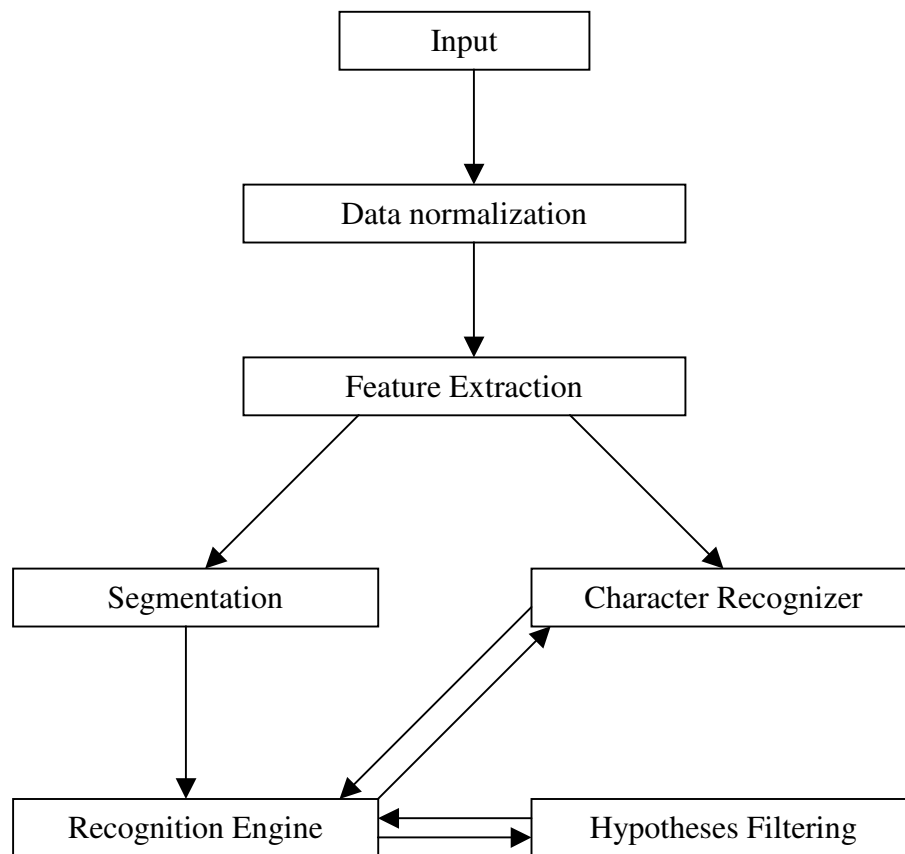 Input
Data normalization
Feature Extraction
Segmentation
Character Recognizer
Recognition Engine
Hypotheses Filtering